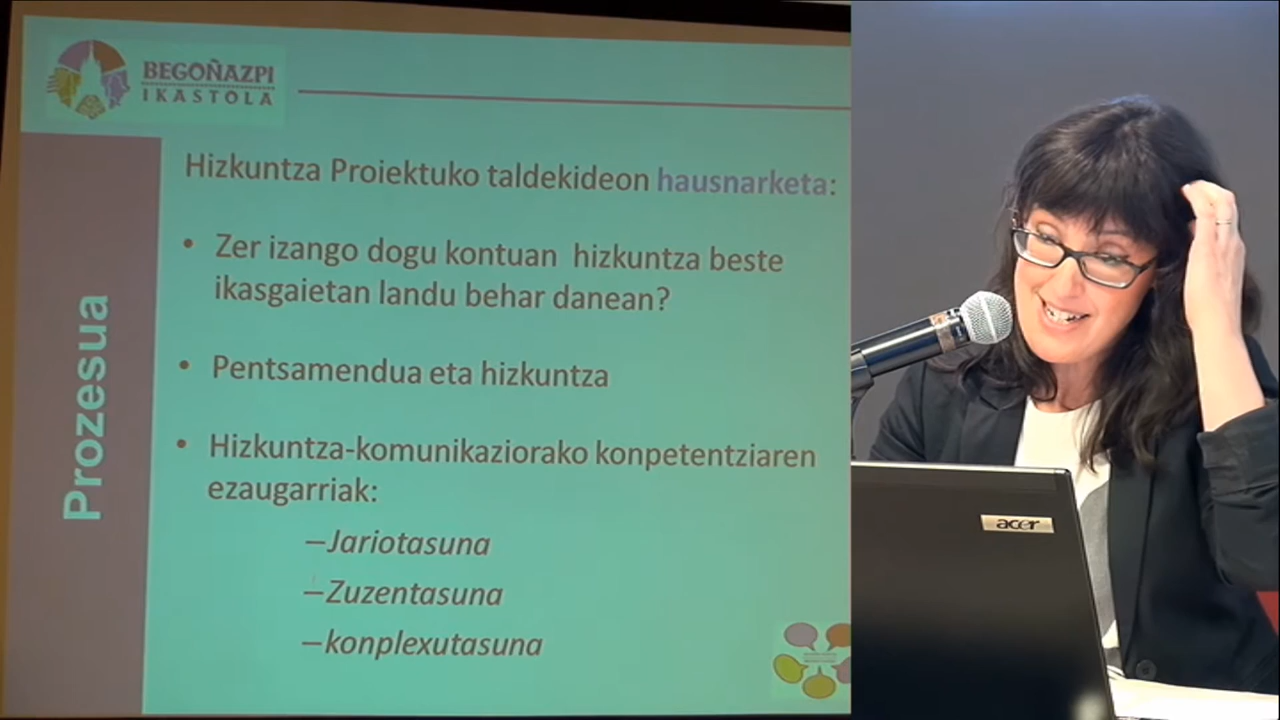 BEGOÑAZPI
IKASTOLA
Prozesua
Hizkuntza Proiektuko taldekideon hausnarketa:
• Zer izango dogu kontuan hizkuntza beste
ikasgaietan landu behar danean?
• Pentsamendua eta hizkuntza
• Hizkuntza-komunikaziorako konpetentziaren
ezaugarriak:
–Jariotasuna
–Zuzentasuna
–konplexutasuna
acer